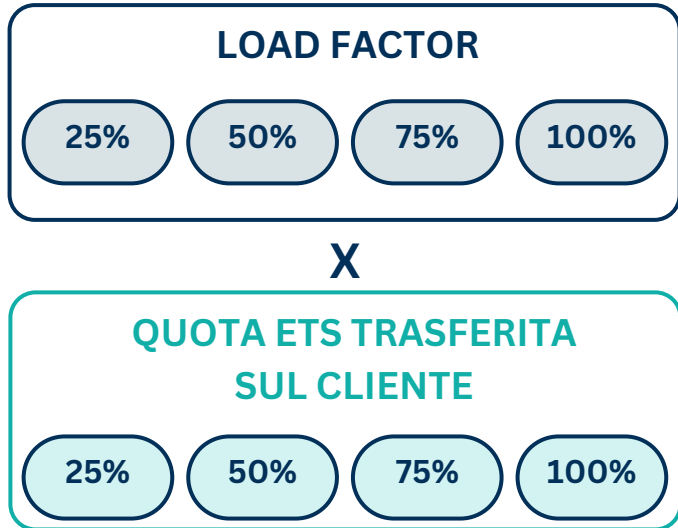 LOAD FACTOR
25% 50% 75% 100%
X
QUOTA ETS TRASFERITA
SUL CLIENTE
25% 50% 75% 100%